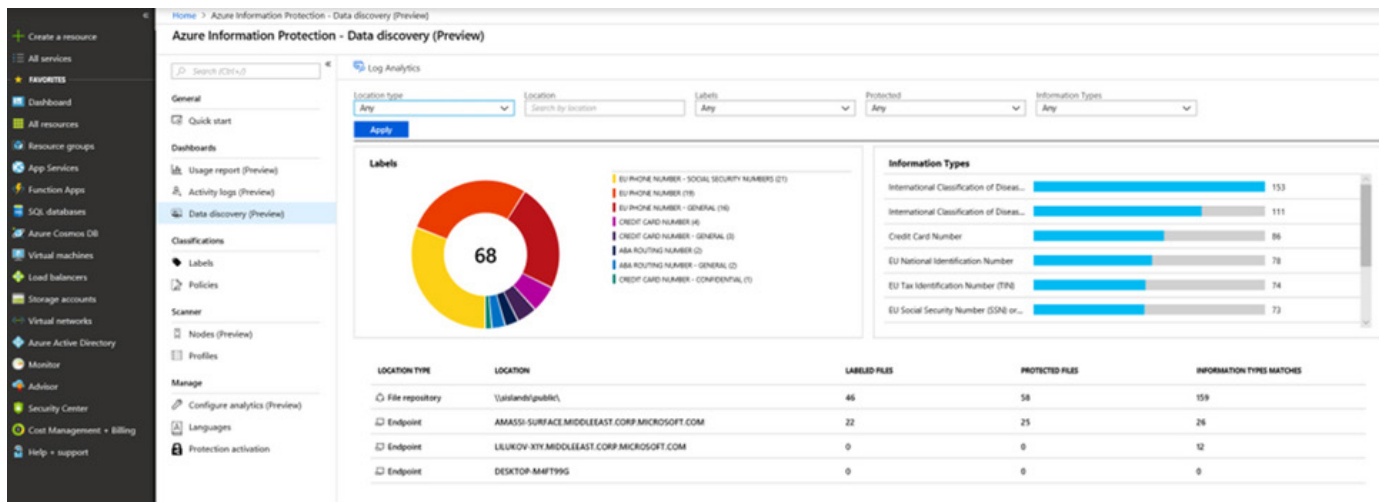 Home > Azure Information Protection - Data discovery (Preview)
Azure Information Protection - Data discovery (Preview)
Create a resource
All services
FAVORITES
Dashboard
All resources
Resource groups
App Services
Function Apps
SQL databases
Azure Cosmos DB
Virtual machines
Load balancers
Storage accounts
Virtual networks
Azure Active Directory
Monitor
Advisor
Security Center
Cost Management + Billing
Help + support
Search (Ctrl+/)
General
Quick start
Dashboards
Usage report (Preview)
Activity logs (Preview)
Data discovery (Preview)
Classifications
Labels
Policies
Scanner
Nodes (Preview)
Profiles
Manage
Configure analytics (Preview)
Languages
Protection activation
Log Analytics
Location type Location Labels Protected Information Types
Any Search by location Any Any Any
Apply
Labels
68
EU PHONE NUMBER - SOCIAL SECURITY NUMBERS (21)
EU PHONE NUMBER (19)
EU PHONE NUMBER - GENERAL (16)
CREDIT CARD NUMBER (4)
CREDIT CARD NUMBER - GENERAL (3)
ABA ROUTING NUMBER (2)
ABA ROUTING NUMBER - GENERAL (2)
CREDIT CARD NUMBER - CONFIDENTIAL (1)
Information Types
International Classification of Diseas... 153
International Classification of Diseas... 111
Credit Card Number 86
EU National Identification Number 78
EU Tax Identification Number (TIN) 74
EU Social Security Number (SSN) or... 73
LOCATION TYPE LOCATION LABELED FILES PROTECTED FILES INFORMATION TYPES MATCHES
File repository \\aislands\public\ 46 58 159
Endpoint AMASSI-SURFACE.MIDDLEEAST.CORP.MICROSOFT.COM 22 25 26
Endpoint LILUKOV-X1Y.MIDDLEEAST.CORP.MICROSOFT.COM 0 0 12
Endpoint DESKTOP-M4FT99G 0 0 0